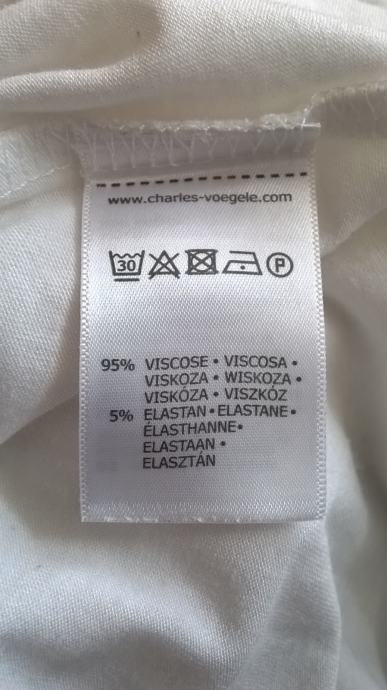 www.charles-voegele.com
30 P
95% VISCOSE • VISCOSA •
VISKOZA • WISKOZA •
VISKÓZA • VISZKÓZ
5% ELASTAN • ELASTANE •
ÉLASTHANNE •
ELASTAAN •
ELASZTÁN